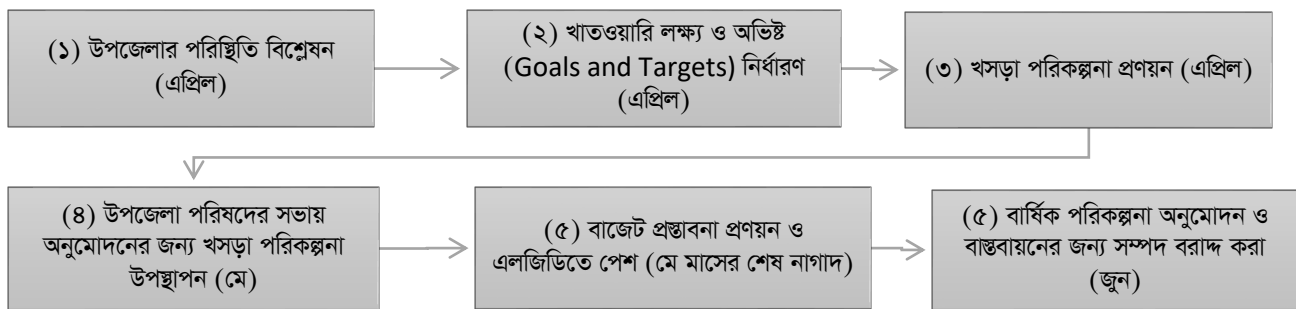 (১) উপজেলার পরিস্থিতি বিশ্লেষন
(এপ্রিল)
(২) খাতওয়ারি লক্ষ্য ও অভিষ্ট
(Goals and Targets) নির্ধারণ
(এপ্রিল)
(৩) খসড়া পরিকল্পনা প্রণয়ন (এপ্রিল)
(৪) উপজেলা পরিষদের সভায়
অনুমোদনের জন্য খসড়া পরিকল্পনা
উপস্থাপন (মে)
(৫) বাজেট প্রস্তাবনা প্রণয়ন ও
এলজিডিতে পেশ (মে মাসের শেষ নাগাদ)
(৫) বার্ষিক পরিকল্পনা অনুমোদন ও
বাস্তবায়নের জন্য সম্পদ বরাদ্দ করা
(জুন)